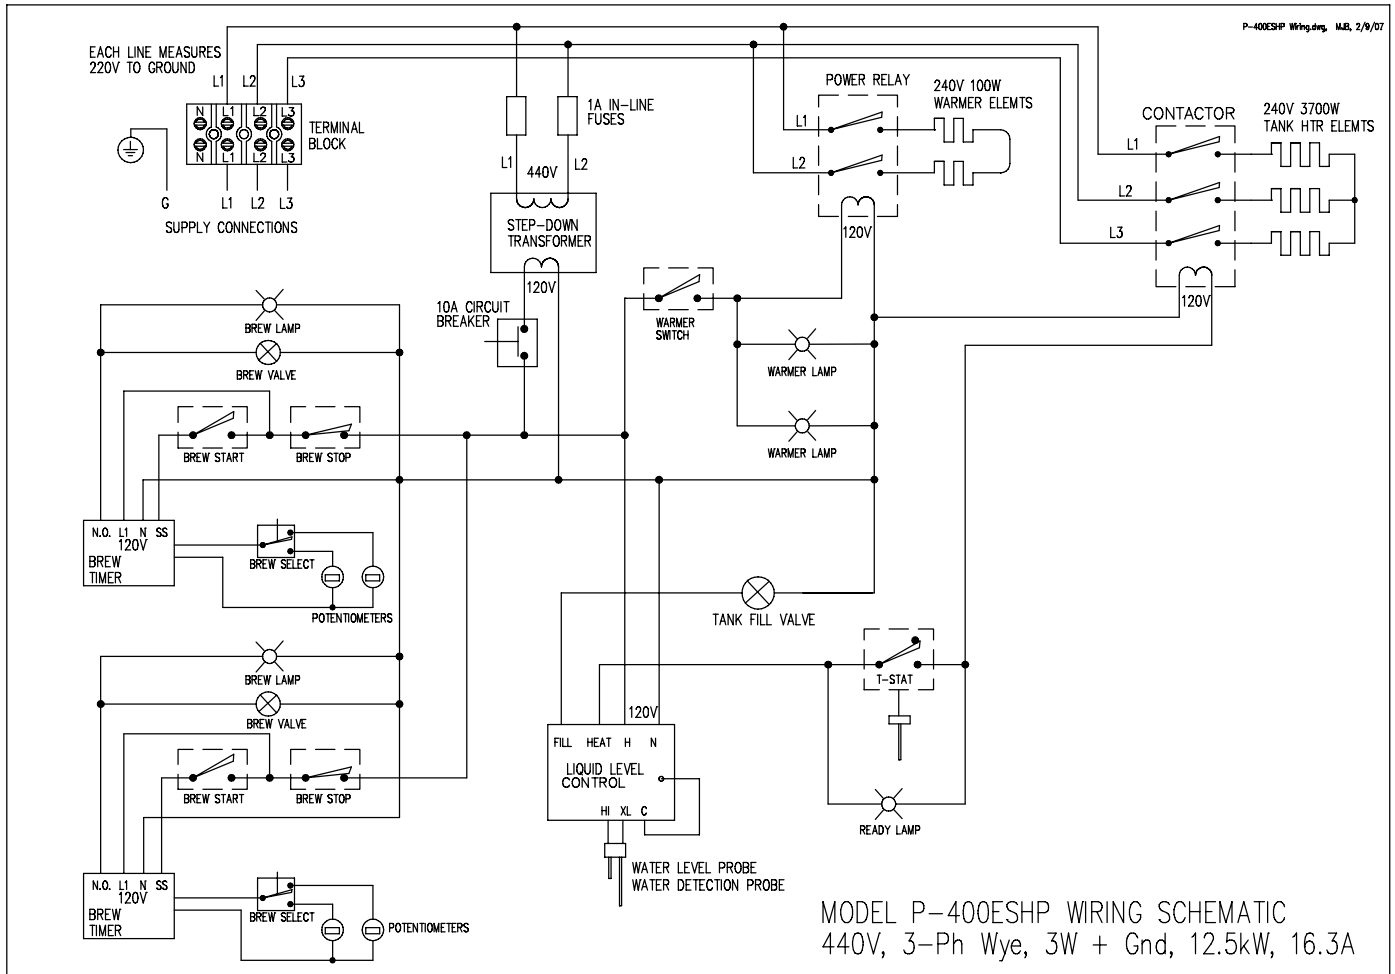 P-400ESHP Wiring.dwg, MJB, 2/9/07
EACH LINE MEASURES
220V TO GROUND
L1 L2 L3
N L1 L2 L3
N L1 L2 L3
TERMINAL
BLOCK
G L1 L2 L3
SUPPLY CONNECTIONS
1A IN-LINE
FUSES
L1 L2
440V
STEP-DOWN
TRANSFORMER
120V
10A CIRCUIT
BREAKER
POWER RELAY
L1
L2
120V
240V 100W
WARMER ELEMTS
CONTACTOR
L1
L2
L3
120V
240V 3700W
TANK HTR ELEMTS
WARMER
SWITCH
WARMER LAMP
WARMER LAMP
BREW LAMP
BREW VALVE
BREW START
BREW STOP
N.O. L1 N SS
120V
BREW
TIMER
BREW SELECT
POTENTIOMETERS
TANK FILL VALVE
T-STAT
READY LAMP
BREW LAMP
BREW VALVE
BREW START
BREW STOP
N.O. L1 N SS
120V
BREW
TIMER
BREW SELECT
POTENTIOMETERS
120V
FILL HEAT H N
LIQUID LEVEL
CONTROL
HI XL C
WATER LEVEL PROBE
WATER DETECTION PROBE
MODEL P-400ESHP WIRING SCHEMATIC
440V, 3-Ph Wye, 3W + Gnd, 12.5kW, 16.3A